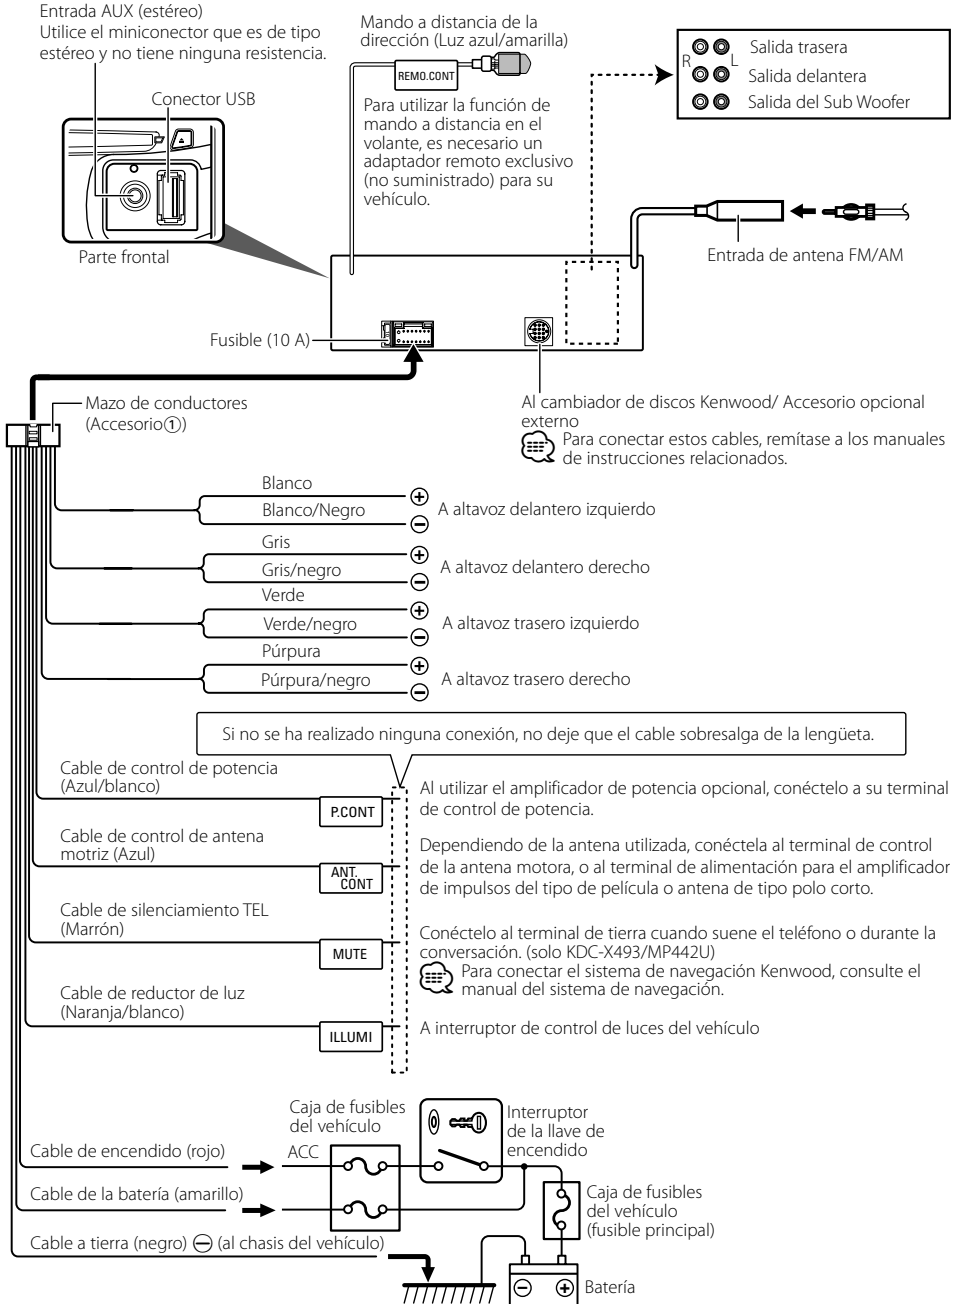 Entrada AUX (estéreo)
Utilice el miniconector que es de tipo
estéreo y no tiene ninguna resistencia.
Conector USB
Parte frontal
Mando a distancia de la
dirección (Luz azul/amarilla)
REMO.CONT
Para utilizar la función de
mando a distancia en el
volante, es necesario un
adaptador remoto exclusivo
(no suministrado) para su
vehículo.
R
L
Salida trasera
Salida delantera
Salida del Sub Woofer
Entrada de antena FM/AM
Fusible (10 A)
Mazo de conductores
(Accesorio①)
Al cambiador de discos Kenwood/ Accesorio opcional
externo
Para conectar estos cables, remítase a los manuales
de instrucciones relacionados.
Blanco
Blanco/Negro
⊕
⊖
A altavoz delantero izquierdo
Gris
Gris/negro
⊕
⊖
A altavoz delantero derecho
Verde
Verde/negro
⊕
⊖
A altavoz trasero izquierdo
Púrpura
Púrpura/negro
⊕
⊖
A altavoz trasero derecho
Si no se ha realizado ninguna conexión, no deje que el cable sobresalga de la lengüeta.
Cable de control de potencia
(Azul/blanco)
P.CONT
Al utilizar el amplificador de potencia opcional, conéctelo a su terminal
de control de potencia.
Cable de control de antena
motriz (Azul)
ANT.
CONT
Dependiendo de la antena utilizada, conéctela al terminal de control
de la antena motora, o al terminal de alimentación para el amplificador
de impulsos del tipo de película o antena de tipo polo corto.
Cable de silenciamiento TEL
(Marrón)
MUTE
Conéctelo al terminal de tierra cuando suene el teléfono o durante la
conversación. (solo KDC-X493/MP442U)
Para conectar el sistema de navegación Kenwood, consulte el
manual del sistema de navegación.
Cable de reductor de luz
(Naranja/blanco)
ILLUMI
A interruptor de control de luces del vehículo
Caja de fusibles
del vehículo
ACC
Interruptor
de la llave de
encendido
Cable de encendido (rojo)
Cable de la batería (amarillo)
Caja de fusibles
del vehículo
(fusible principal)
Cable a tierra (negro) ⊖ (al chasis del vehículo)
⊖
⊕
Batería